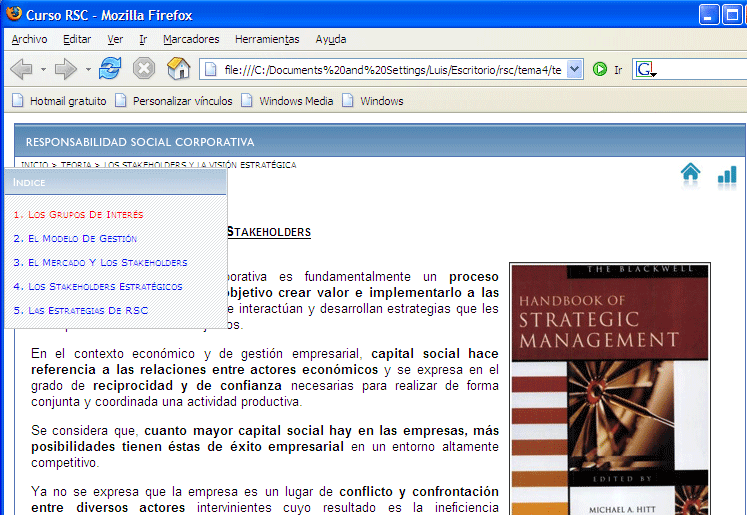 Curso RSC - Mozilla Firefox
Archivo Editar Ver Ir Marcadores Herramientas Ayuda
file:///C:/Documents%20and%20Settings/Luis/Escritorio/rsc/tema4/te Ir G
Hotmail gratuito Personalizar vínculos Windows Media Windows
RESPONSABILIDAD SOCIAL CORPORATIVA
INICIO > TEORIA > LOS STAKEHOLDERS Y LA VISIÓN ESTRATÉGICA
Índice
1. Los Grupos De Interés
2. El Modelo De Gestión
3. El Mercado Y Los Stakeholders
4. Los Stakeholders Estratégicos
5. Las Estrategias De RSC
Stakeholders
es fundamentalmente un proceso
objetivo crear valor e implementarlo a las
e interactúan y desarrollan estrategias que les
En el contexto económico y de gestión empresarial, capital social hace
referencia a las relaciones entre actores económicos y se expresa en el
grado de reciprocidad y de confianza necesarias para realizar de forma
conjunta y coordinada una actividad productiva.
Se considera que, cuanto mayor capital social hay en las empresas, más
posibilidades tienen éstas de éxito empresarial en un entorno altamente
competitivo.
Ya no se expresa que la empresa es un lugar de conflicto y confrontación
entre diversos actores intervinientes cuyo resultado es la ineficiencia
THE BLACKWELL
HANDBOOK OF
STRATEGIC
MANAGEMENT
EDITED BY
MICHAEL A. HITT